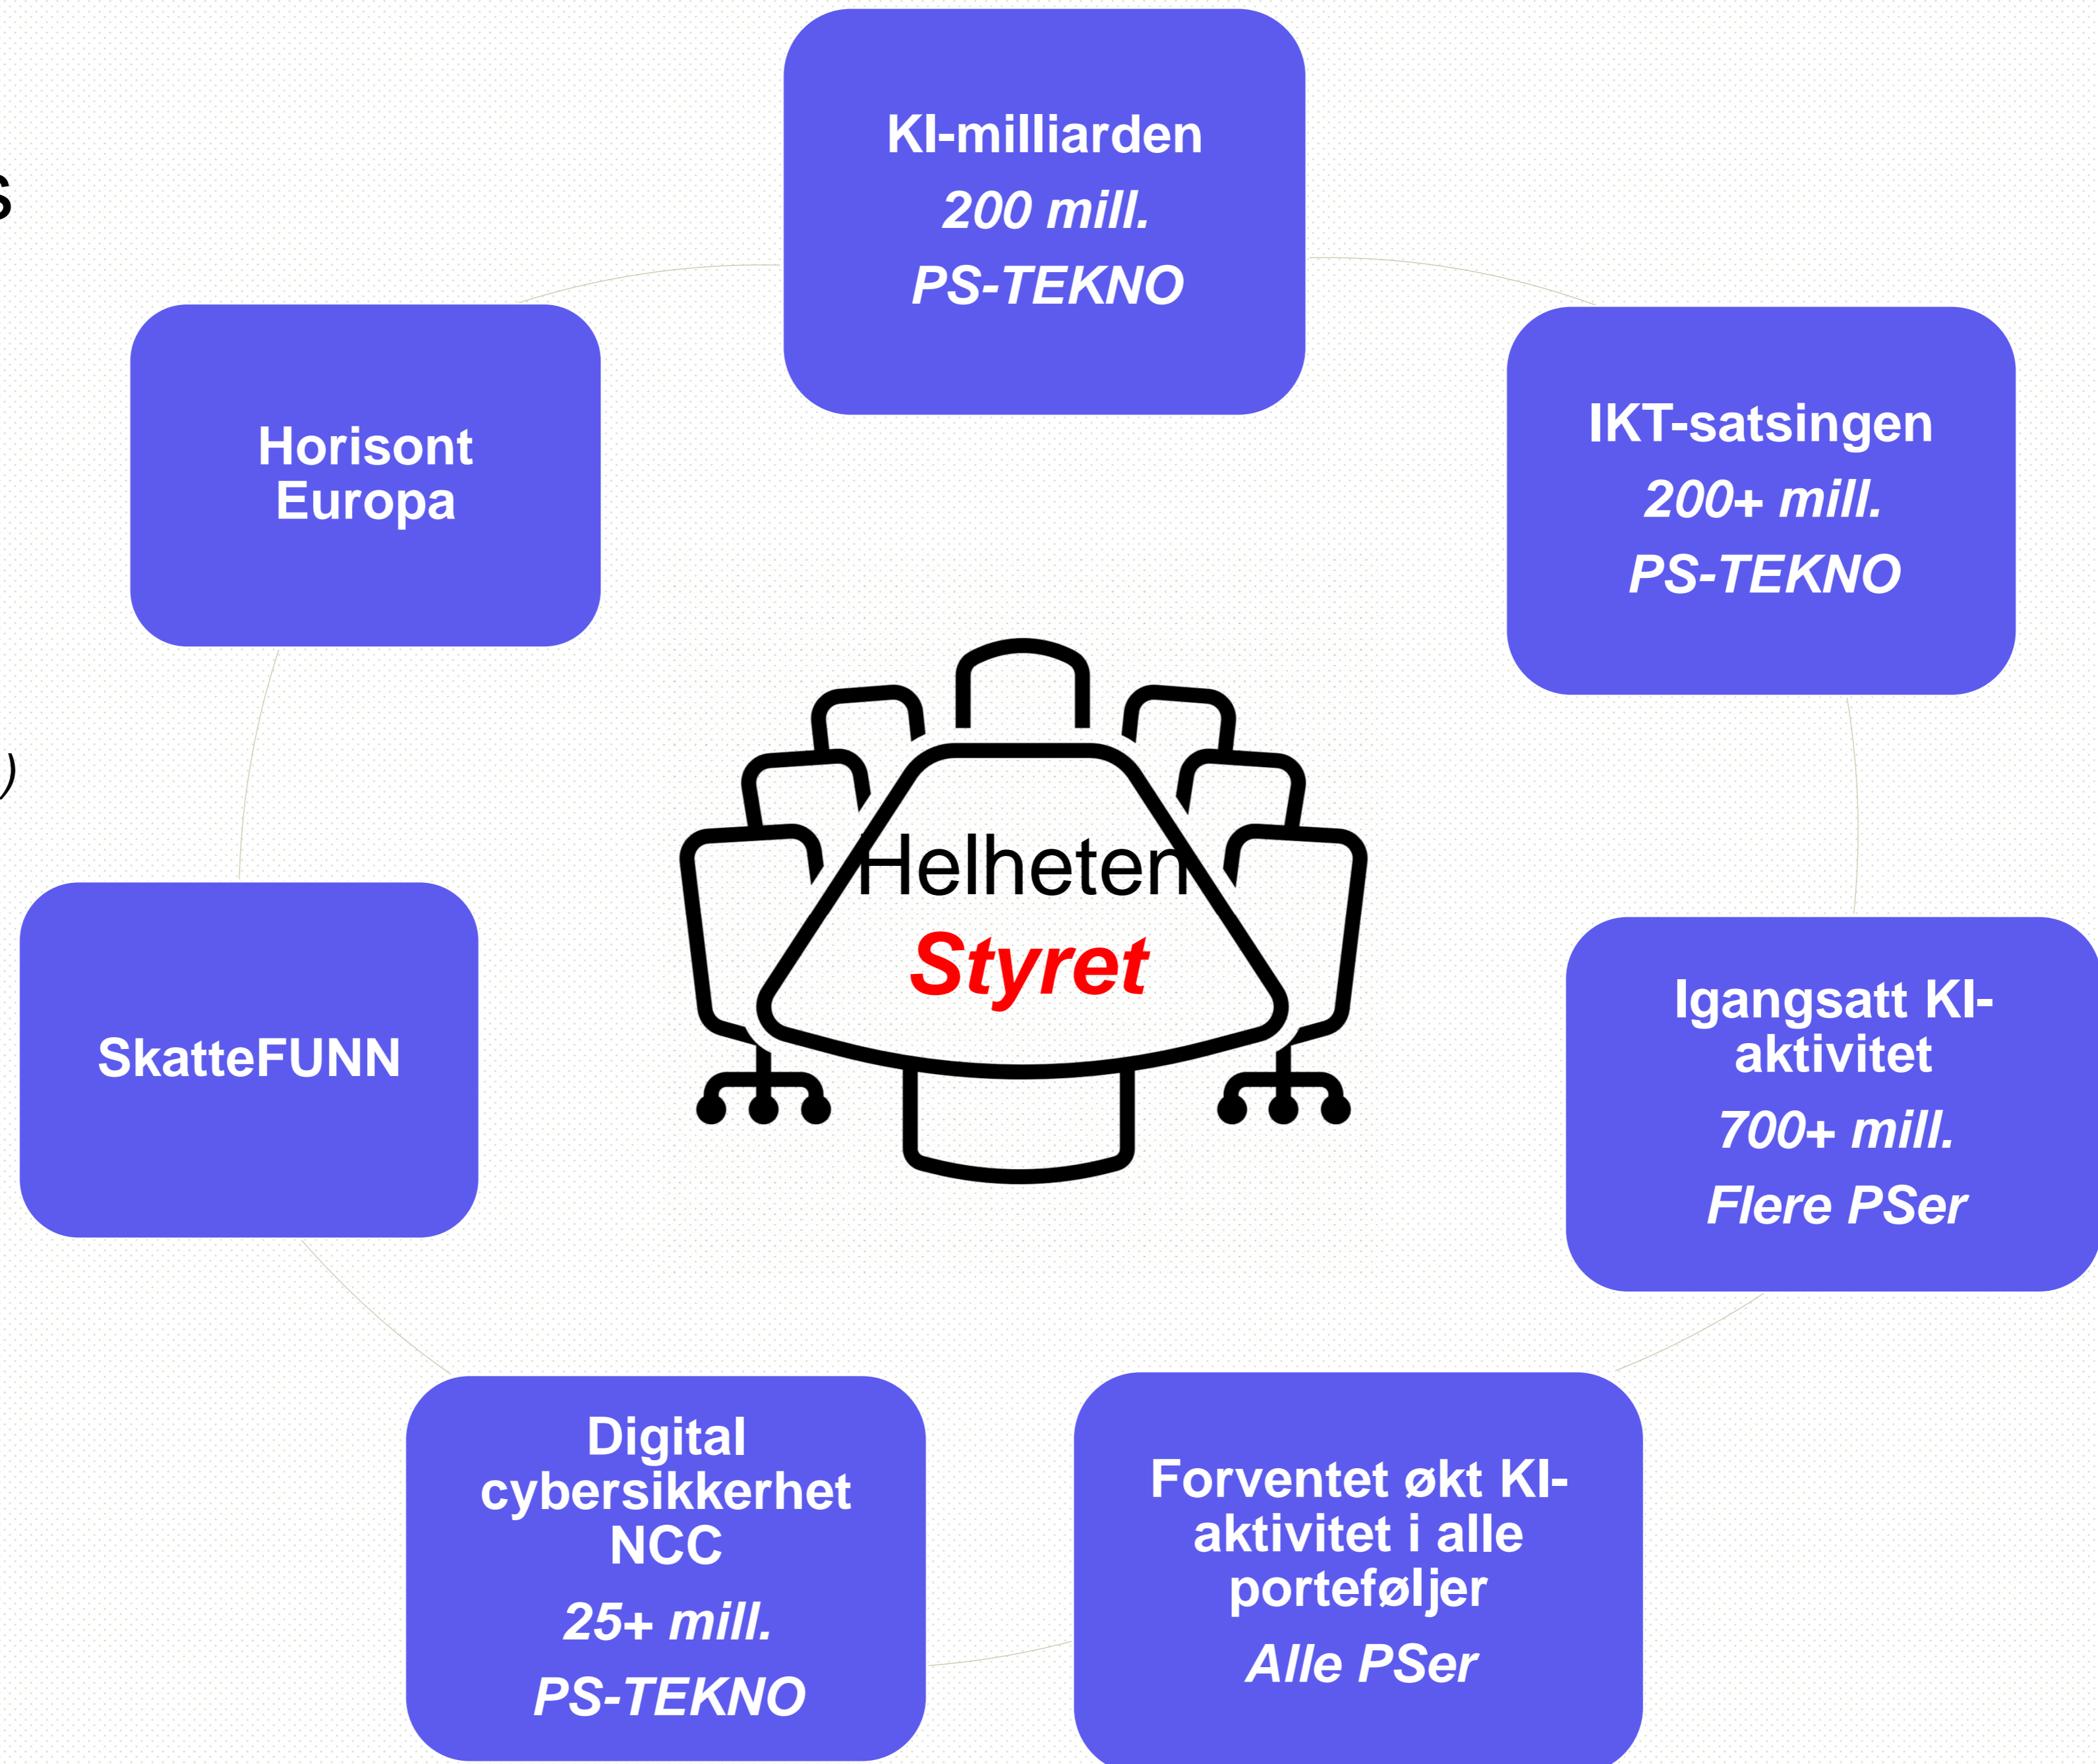 KI-milliarden
200 mill.
PS-TEKNO
IKT-satsingen
200+ mill.
PS-TEKNO
Igangsatt KI-
aktivitet
700+ mill.
Flere PSer
Forventet økt KI-
aktivitet i alle
porteføljer
Alle PSer
Digital
cybersikkerhet
NCC
25+ mill.
PS-TEKNO
SkatteFUNN
Horisont
Europa
Helheten
Styret
s
)